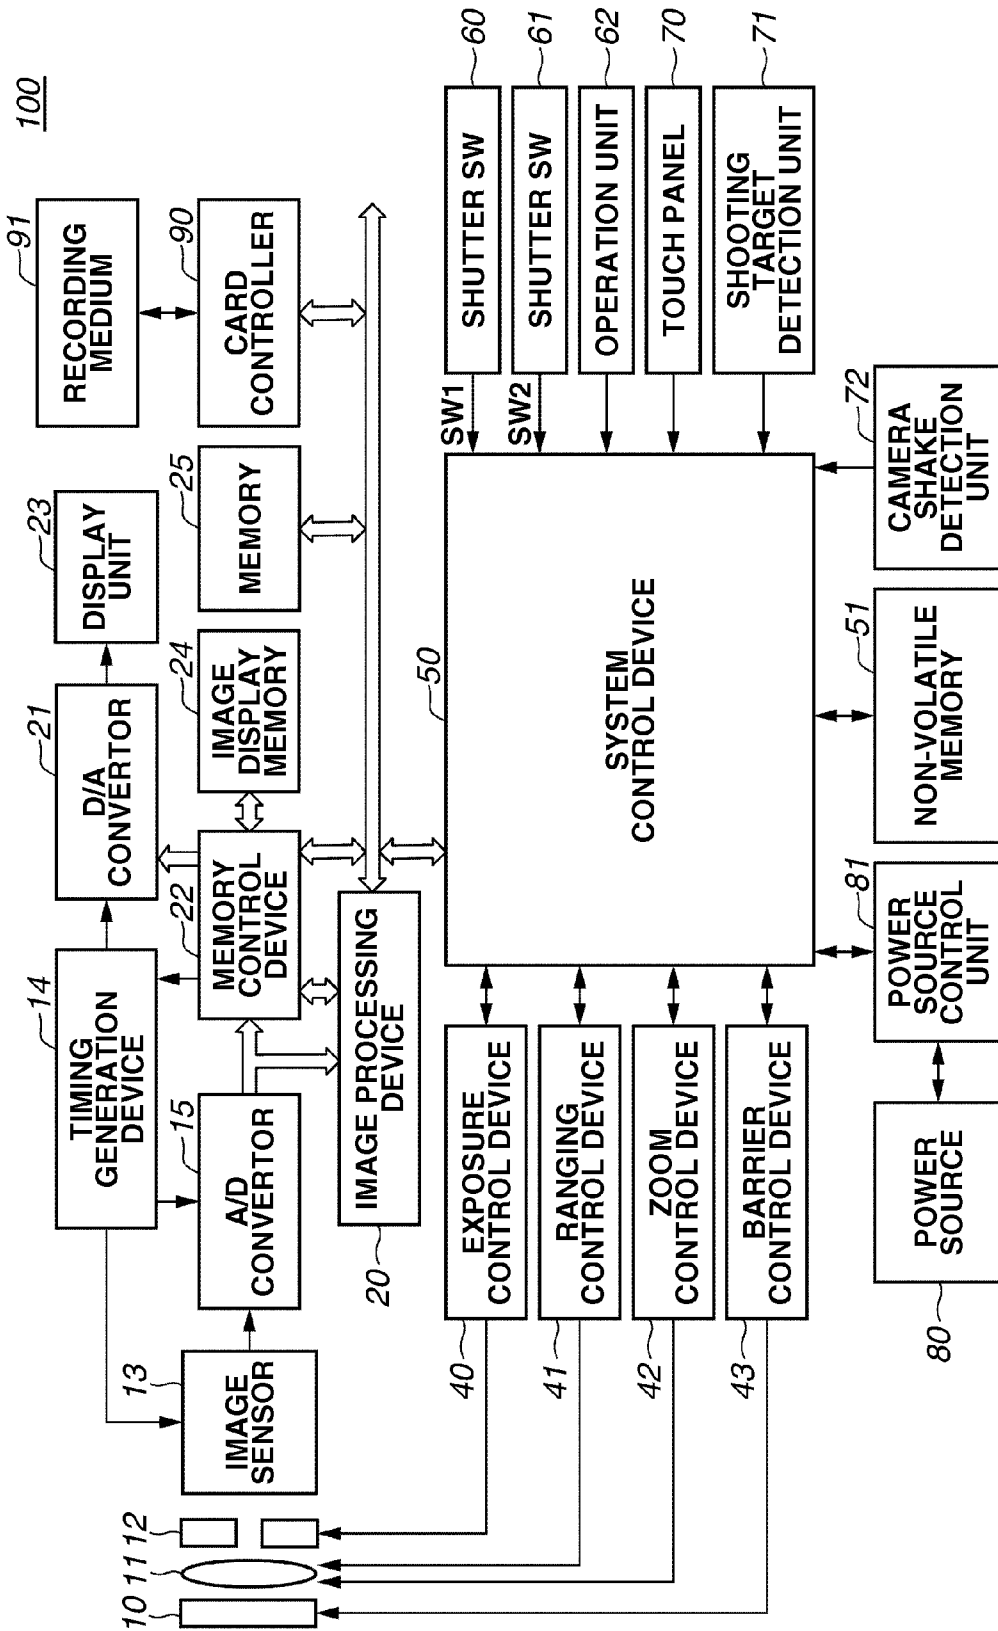 100
14
TIMING
GENERATION
DEVICE
21
D/A
CONVERTOR
23
DISPLAY
UNIT
91
RECORDING
MEDIUM
10
11
12
13
IMAGE
SENSOR
15
A/D
CONVERTOR
22
MEMORY
CONTROL
DEVICE
24
IMAGE
DISPLAY
MEMORY
25
MEMORY
90
CARD
CONTROLLER
20
IMAGE PROCESSING
DEVICE
40
EXPOSURE
CONTROL DEVICE
41
RANGING
CONTROL DEVICE
42
ZOOM
CONTROL DEVICE
43
BARRIER
CONTROL DEVICE
50
SYSTEM
CONTROL DEVICE
SW1
SHUTTER SW
60
SW2
SHUTTER SW
61
OPERATION UNIT
62
TOUCH PANEL
70
SHOOTING
TARGET
DETECTION UNIT
71
80
POWER
SOURCE
81
POWER
SOURCE
CONTROL
UNIT
51
NON-VOLATILE
MEMORY
72
CAMERA
SHAKE
DETECTION
UNIT